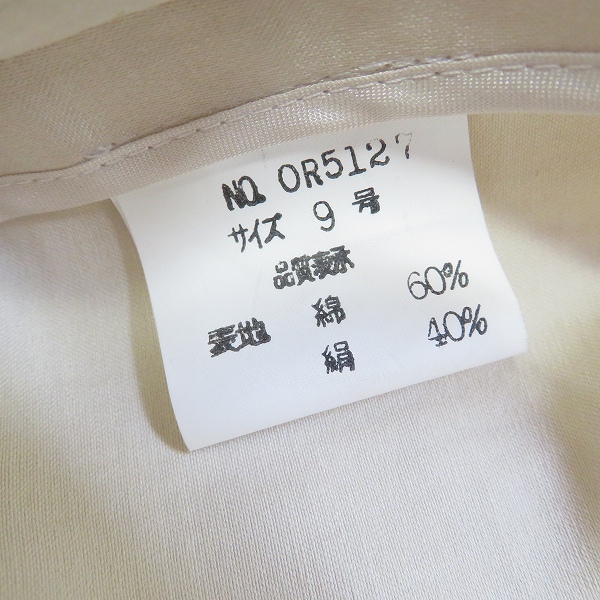 NO. OR5127
サイズ 9 号
品質表示
表地 綿 60%
絹 40%